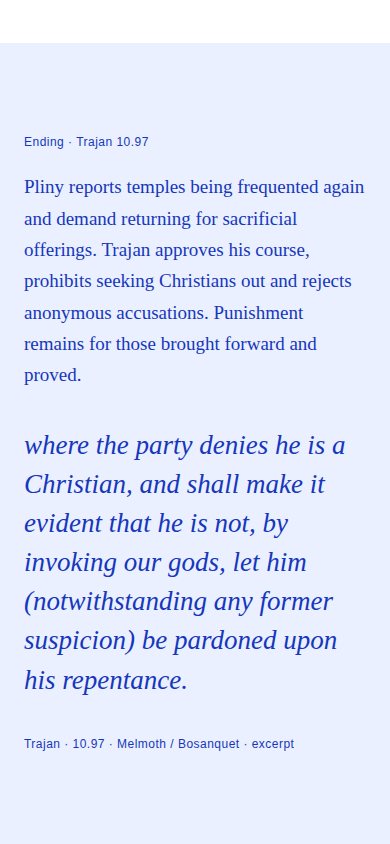 Ending · Trajan 10.97
Pliny reports temples being frequented again
and demand returning for sacrificial
offerings. Trajan approves his course,
prohibits seeking Christians out and rejects
anonymous accusations. Punishment
remains for those brought forward and
proved.
where the party denies he is a
Christian, and shall make it
evident that he is not, by
invoking our gods, let him
(notwithstanding any former
suspicion) be pardoned upon
his repentance.
Trajan · 10.97 · Melmoth / Bosanquet · excerpt